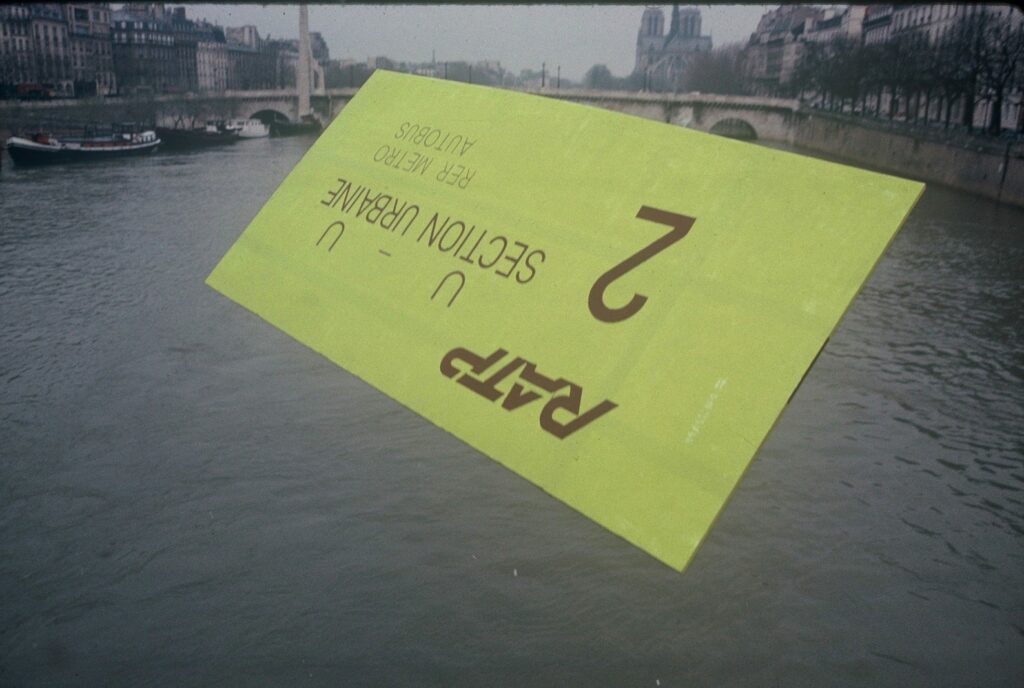 RATP
2
U – U
SECTION URBAINE
RER METRO
AUTOBUS